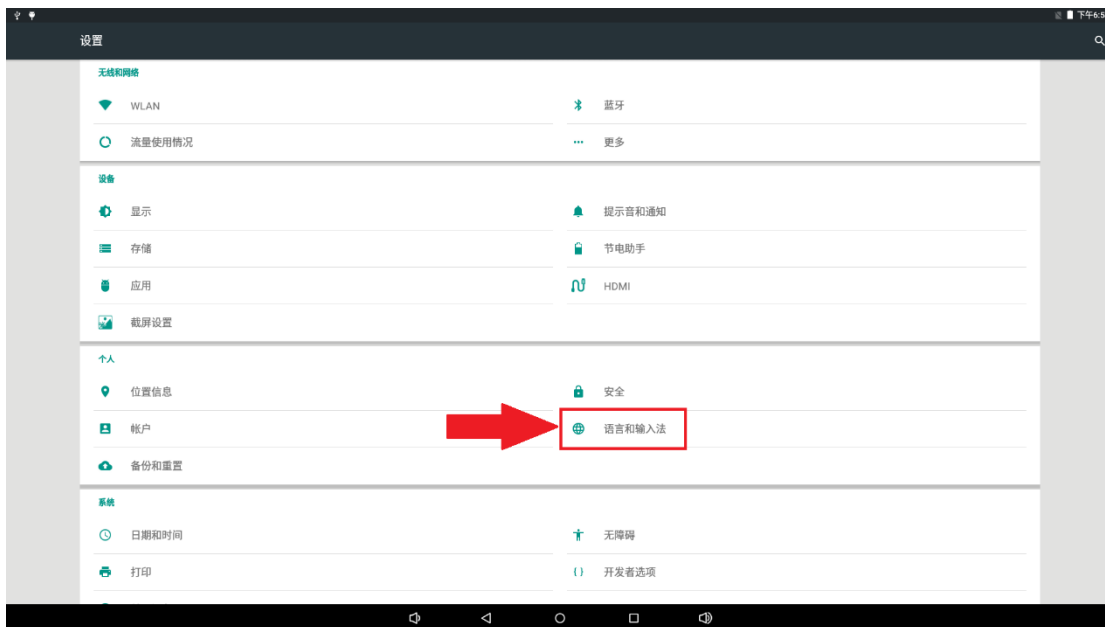 下午6:5
设置
无线和网络
WLAN
蓝牙
流量使用情况
更多
设备
显示
提示音和通知
存储
节电助手
应用
HDMI
截屏设置
个人
位置信息
安全
帐户
语言和输入法
备份和重置
系统
日期和时间
无障碍
打印
开发者选项